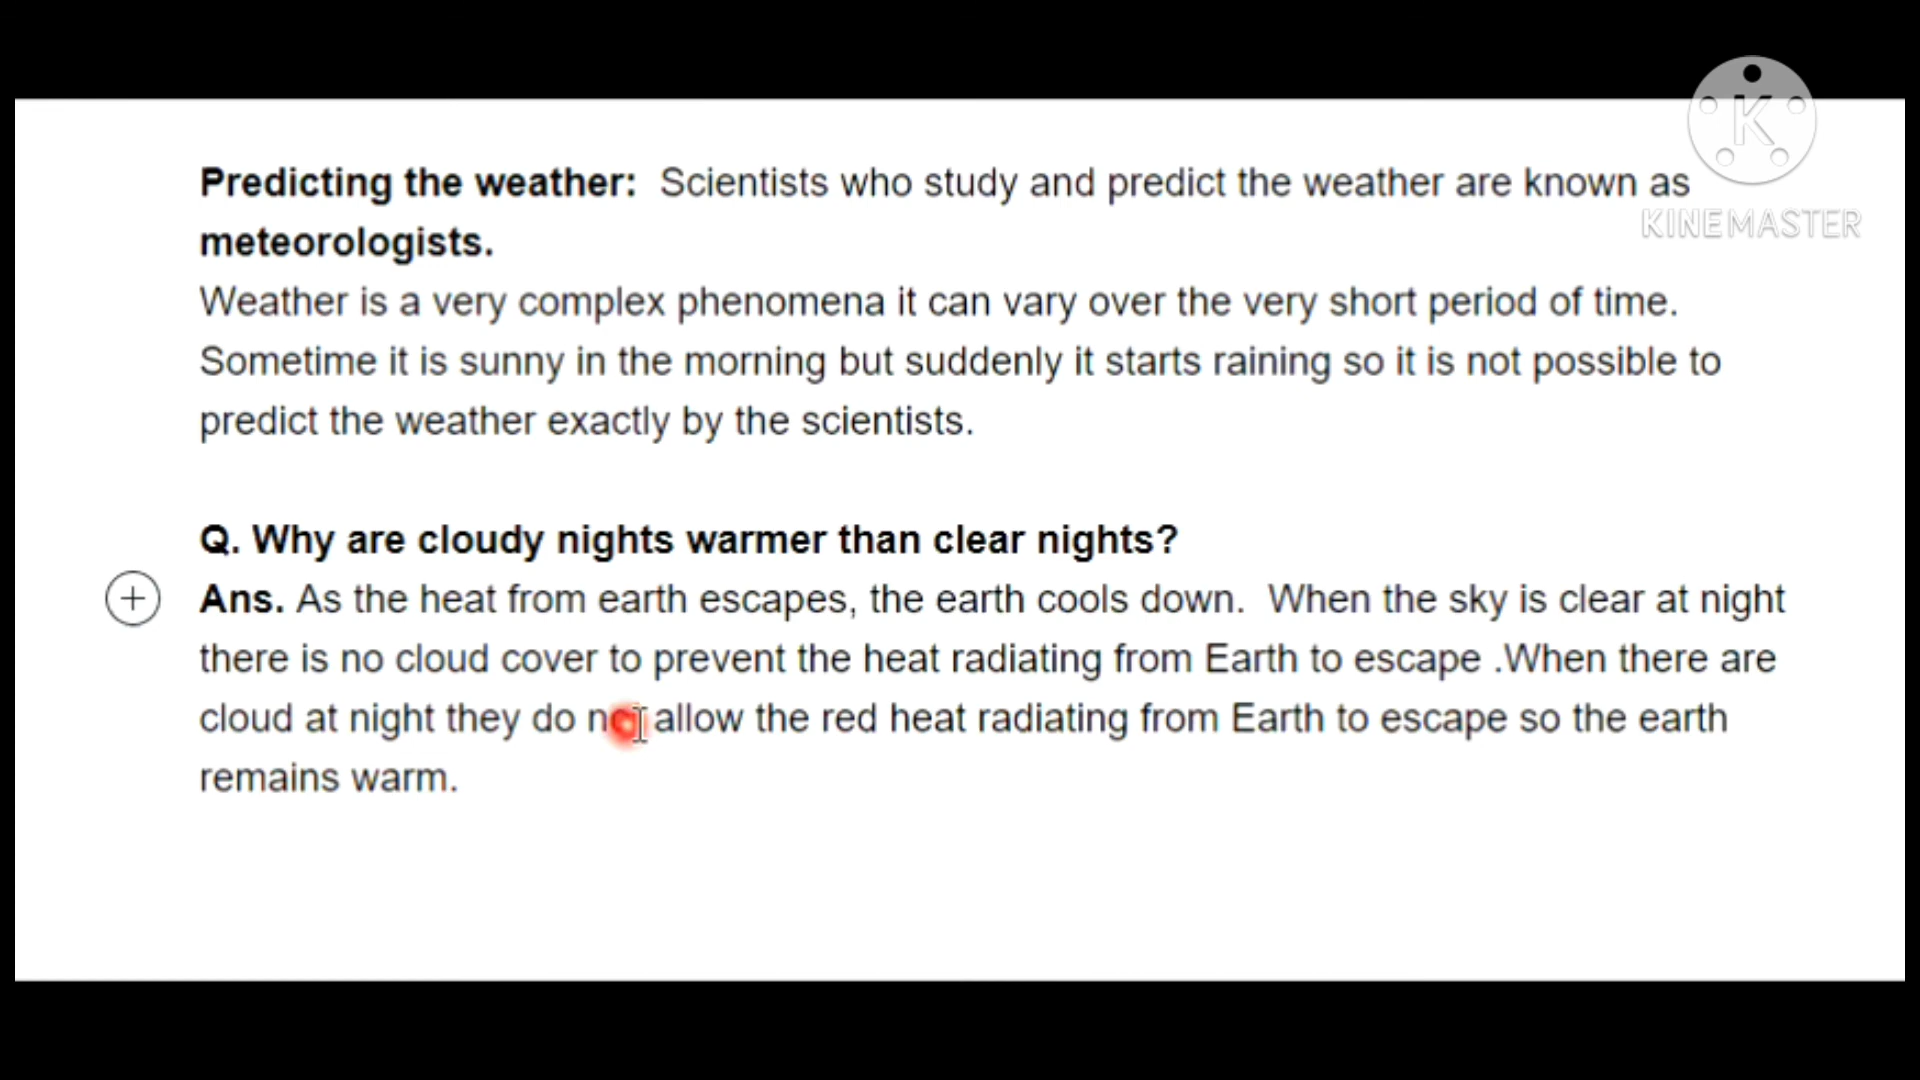 K
KINEMASTER
Predicting the weather: Scientists who study and predict the weather are known as
meteorologists.
Weather is a very complex phenomena it can vary over the very short period of time.
Sometime it is sunny in the morning but suddenly it starts raining so it is not possible to
predict the weather exactly by the scientists.
Q. Why are cloudy nights warmer than clear nights?
Ans. As the heat from earth escapes, the earth cools down. When the sky is clear at night
there is no cloud cover to prevent the heat radiating from Earth to escape .When there are
cloud at night they do not allow the red heat radiating from Earth to escape so the earth
remains warm.